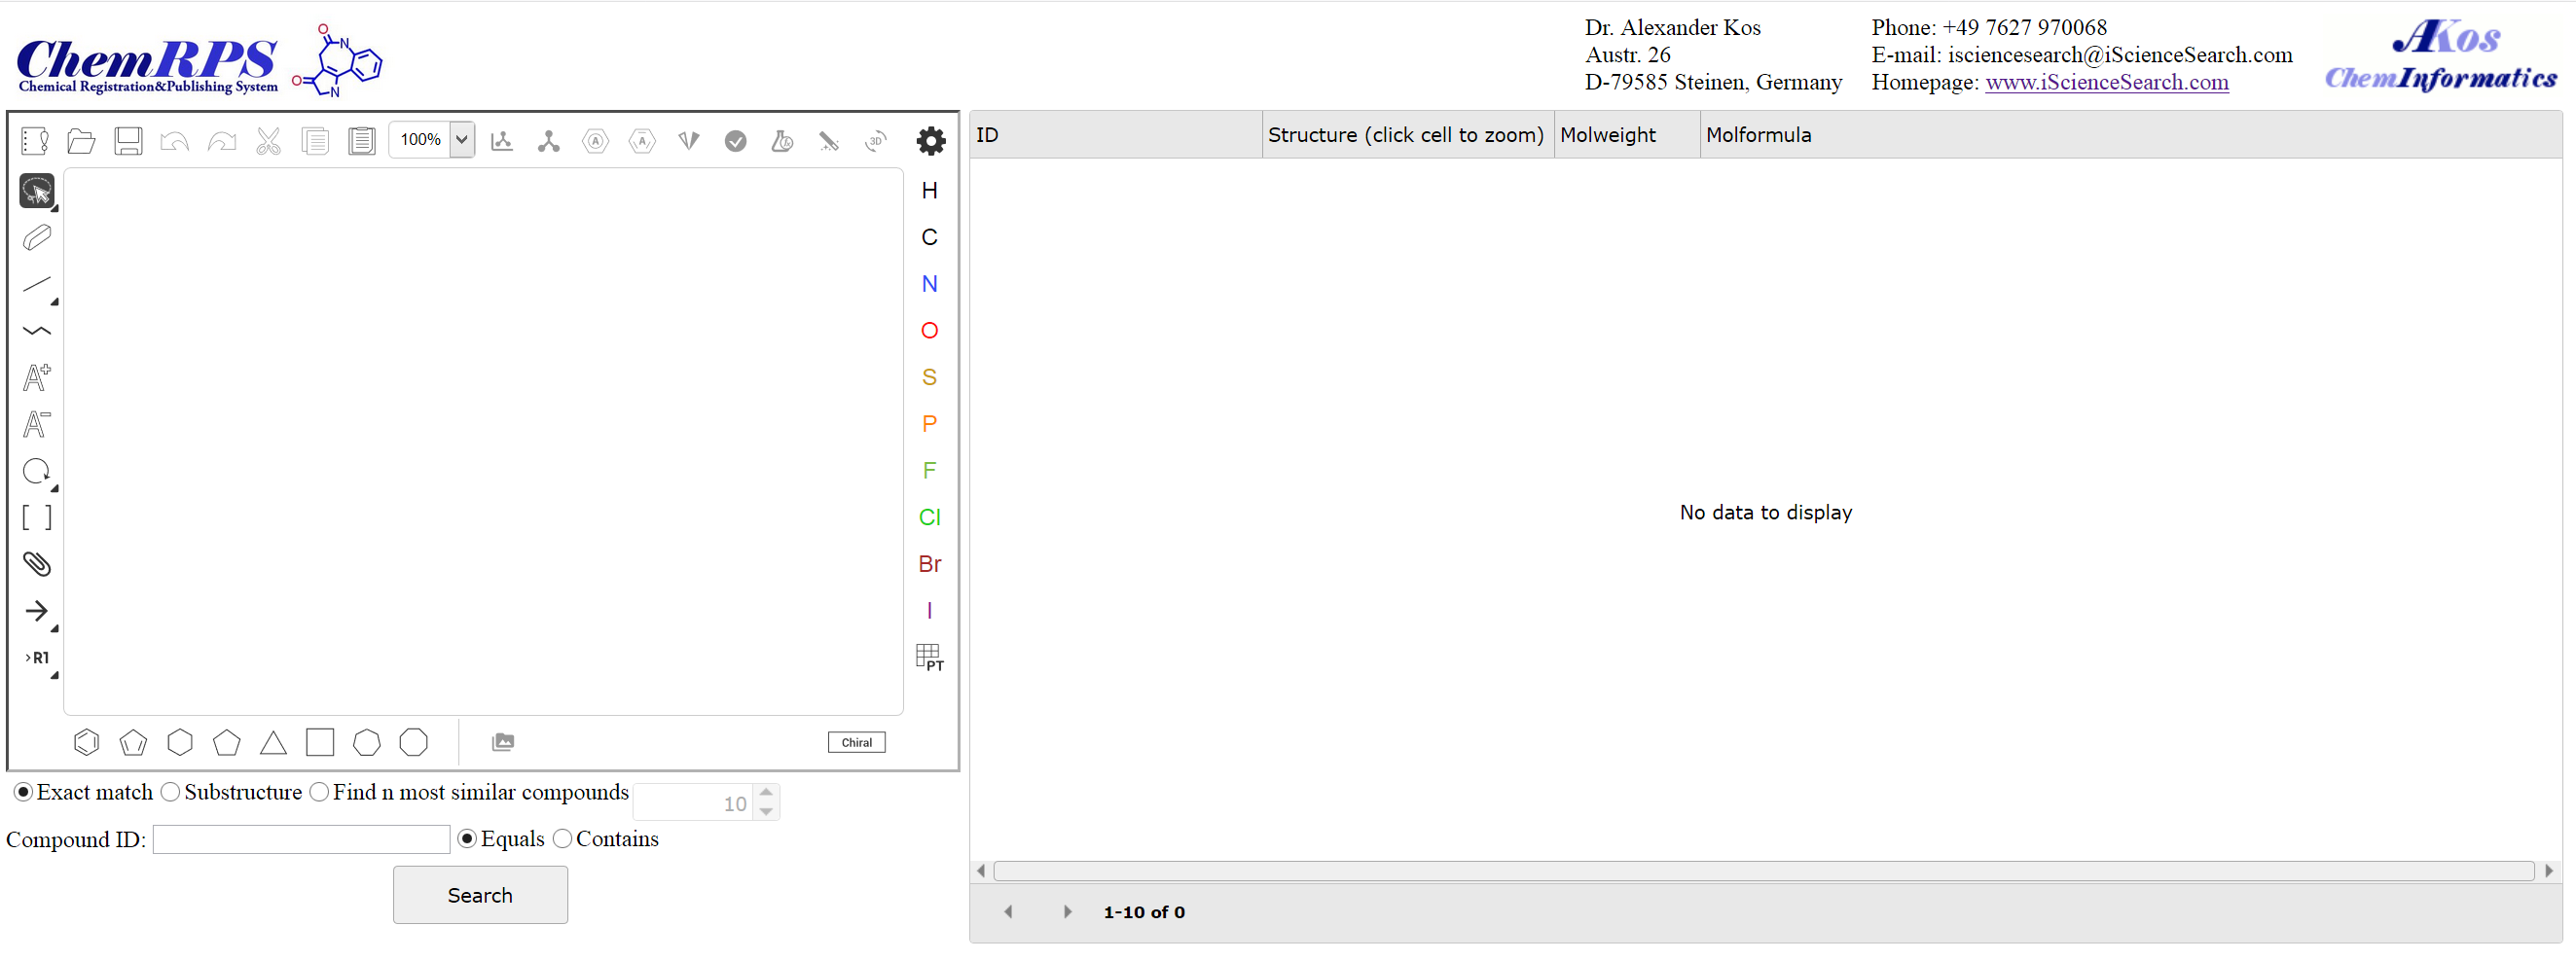 ChemRPS
Chemical Registration&Publishing System
O
N
O
N
Dr. Alexander Kos
Austr. 26
D-79585 Steinen, Germany
Phone: +49 7627 970068
E-mail: isciencesearch@iScienceSearch.com
Homepage: www.iScienceSearch.com
AKos
ChemInformatics
100%
A
A
3D
H
C
N
O
S
P
F
Cl
Br
I
PT
A+
A-
[ ]
>R1
Chiral
Exact match Substructure Find n most similar compounds 10
Compound ID: Equals Contains
Search
ID Structure (click cell to zoom) Molweight Molformula
No data to display
1-10 of 0